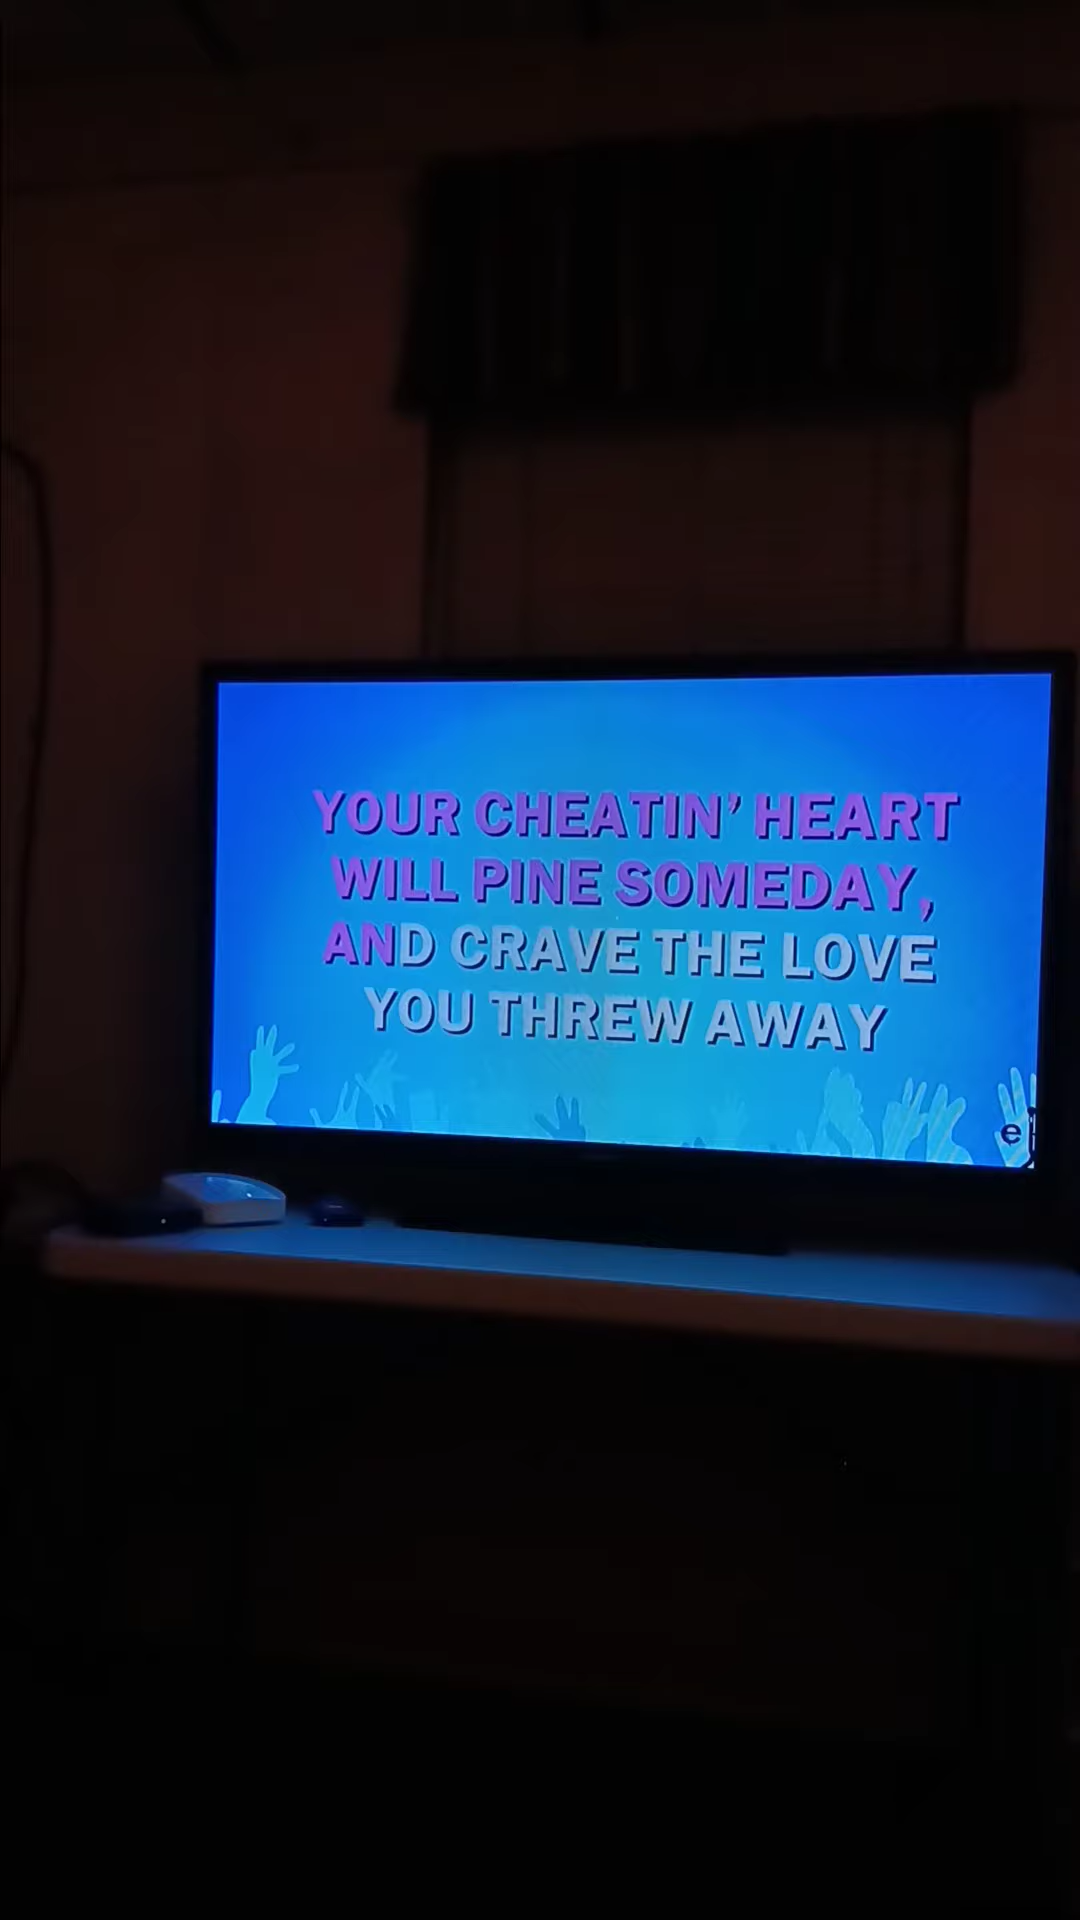 YOUR CHEATIN' HEART
WILL PINE SOMEDAY,
AND CRAVE THE LOVE
YOU THREW AWAY
e